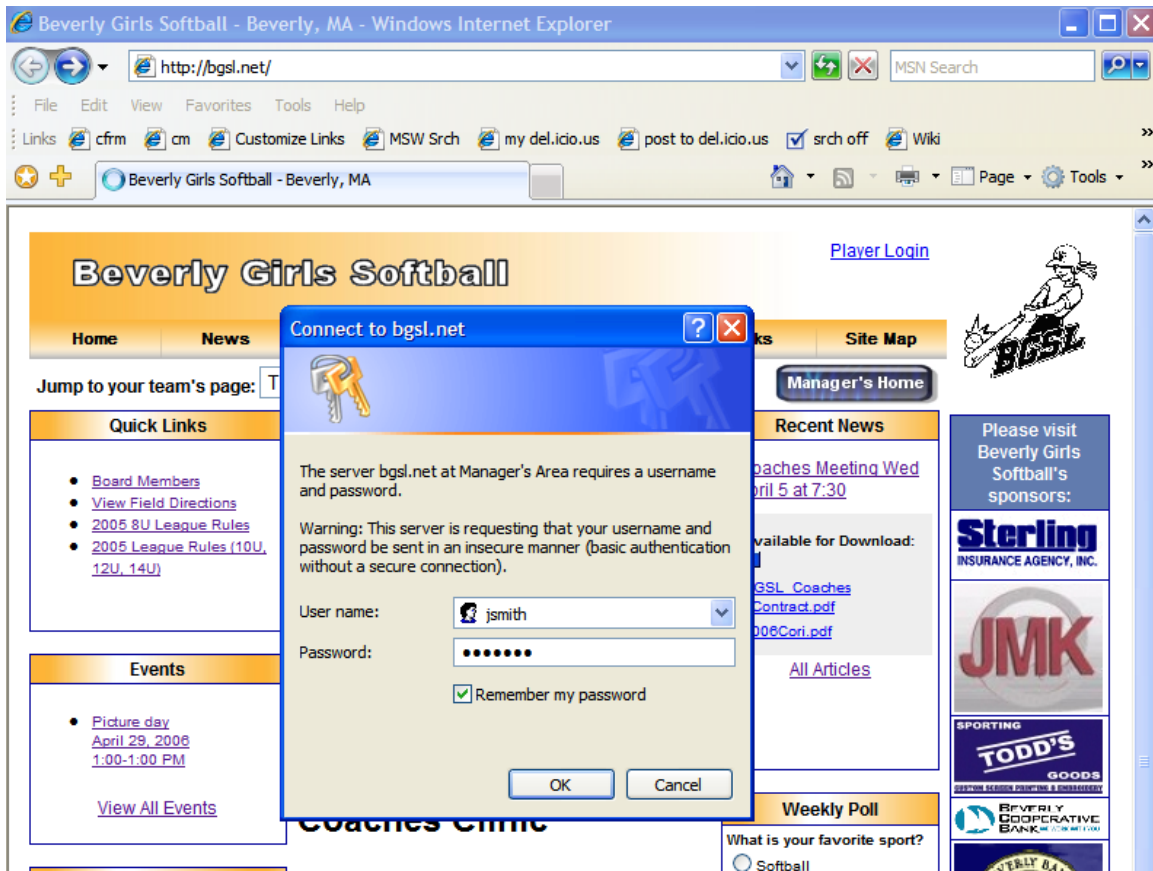 Beverly Girls Softball - Beverly, MA - Windows Internet Explorer
http://bgsl.net/
MSN Search
File Edit View Favorites Tools Help
Links cfrm cm Customize Links MSW Srch my del.icio.us post to del.icio.us srch off Wiki »
Beverly Girls Softball - Beverly, MA
Page Tools »
Beverly Girls Softball
Player Login
BGSL
Home News ks Site Map
Jump to your team's page: T
Manager's Home
Quick Links
Board Members
View Field Directions
2005 8U League Rules
2005 League Rules (10U,
12U, 14U)
Events
Picture day
April 29, 2006
1:00-1:00 PM
View All Events
Connect to bgsl.net
The server bgsl.net at Manager's Area requires a username
and password.
Warning: This server is requesting that your username and
password be sent in an insecure manner (basic authentication
without a secure connection).
User name: jsmith
Password: •••••••
Remember my password
OK Cancel
Coaches Clinic
Recent News
oaches Meeting Wed
pril 5 at 7:30
vailable for Download:
GSL_Coaches
Contract.pdf
006Cori.pdf
All Articles
Weekly Poll
What is your favorite sport?
Softball
Please visit
Beverly Girls
Softball's
sponsors:
Sterling
INSURANCE AGENCY, INC.
JMK
SPORTING
TODD'S
GOODS
CUSTOM SCREEN PRINTING & EMBROIDERY
BEVERLY
COOPERATIVE
BANK